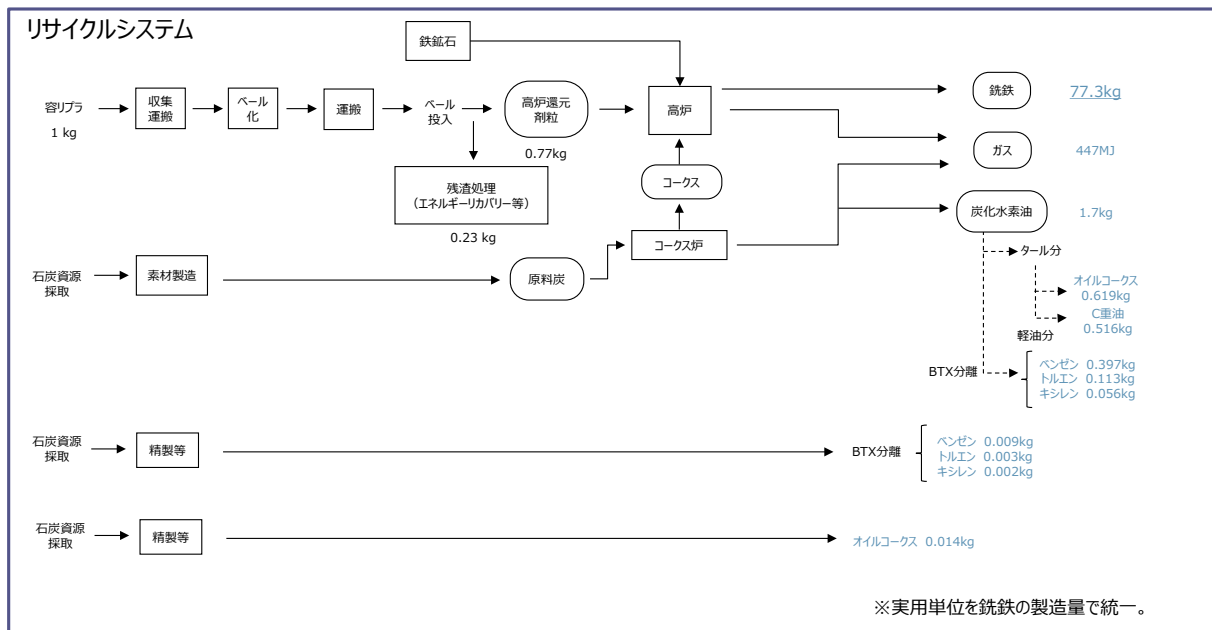 リサイクルシステム
鉄鉱石
容リプラ
1 kg
収集
運搬
ベール
化
運搬
ベール
投入
高炉還元
剤粒
0.77kg
高炉
銑鉄
77.3kg
ガス
447MJ
残渣処理
（エネルギーリカバリー等）
0.23 kg
コークス
コークス炉
炭化水素油
1.7kg
石炭資源
採取
素材製造
原料炭
タール分
オイルコークス
0.619kg
C重油
0.516kg
軽油分
BTX分離
ベンゼン 0.397kg
トルエン 0.113kg
キシレン 0.056kg
石炭資源
採取
精製等
BTX分離
ベンゼン 0.009kg
トルエン 0.003kg
キシレン 0.002kg
石炭資源
採取
精製等
オイルコークス 0.014kg
※実用単位を銑鉄の製造量で統一。